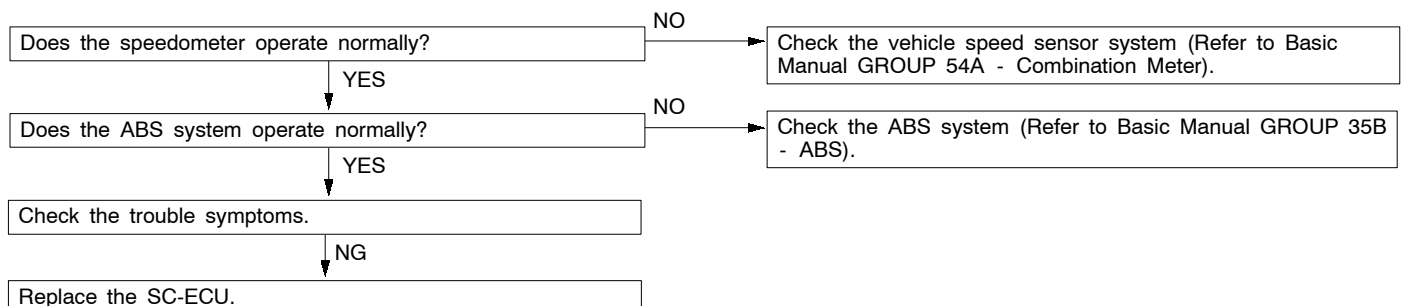 Does the speedometer operate normally?
NO
Check the vehicle speed sensor system (Refer to Basic
Manual GROUP 54A - Combination Meter).
YES
Does the ABS system operate normally?
NO
Check the ABS system (Refer to Basic Manual GROUP 35B
- ABS).
YES
Check the trouble symptoms.
NG
Replace the SC-ECU.